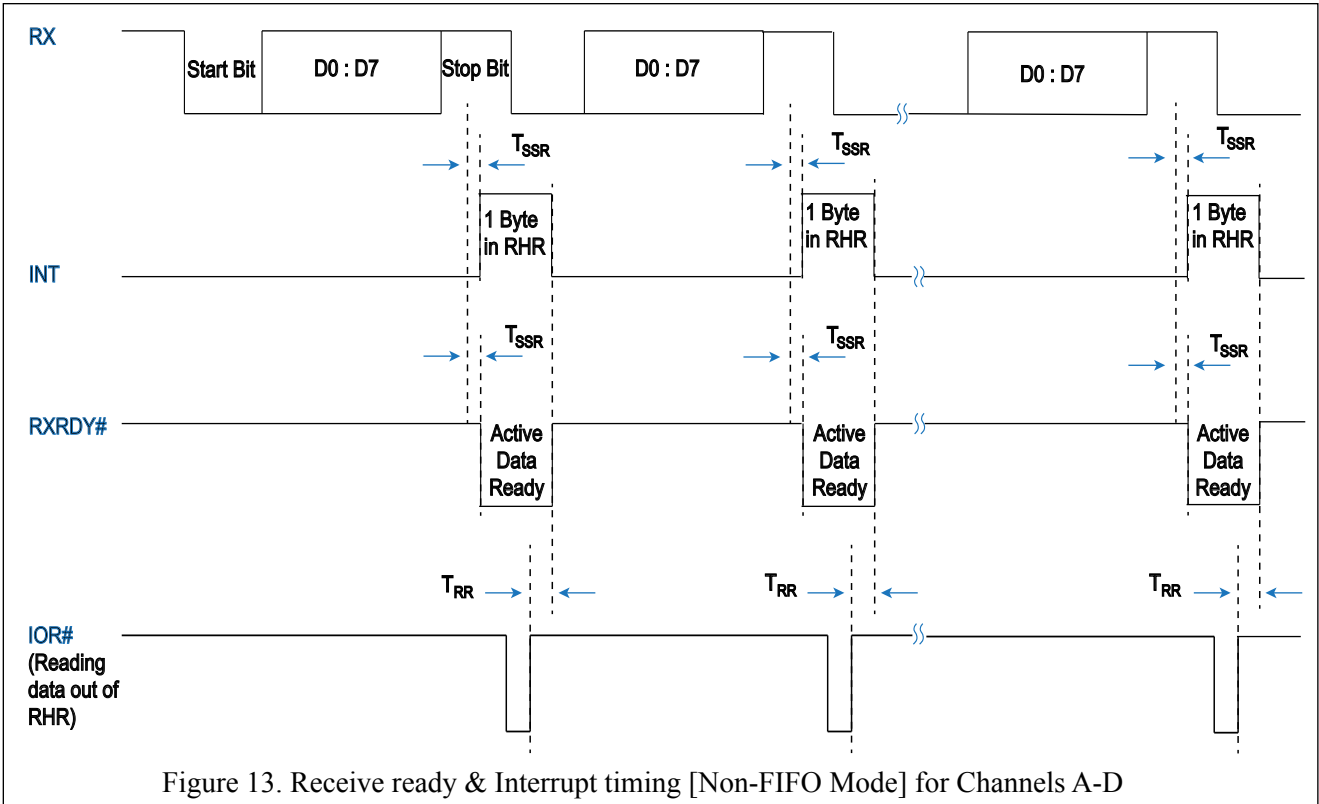 RX
Start Bit
D0 : D7
Stop Bit
D0 : D7
D0 : D7
TSSR
TSSR
TSSR
1 Byte
in RHR
1 Byte
in RHR
1 Byte
in RHR
INT
TSSR
TSSR
TSSR
RXRDY#
Active
Data
Ready
Active
Data
Ready
Active
Data
Ready
TRR
TRR
TRR
IOR#
(Reading
data out of
RHR)
Figure 13. Receive ready & Interrupt timing [Non-FIFO Mode] for Channels A-D